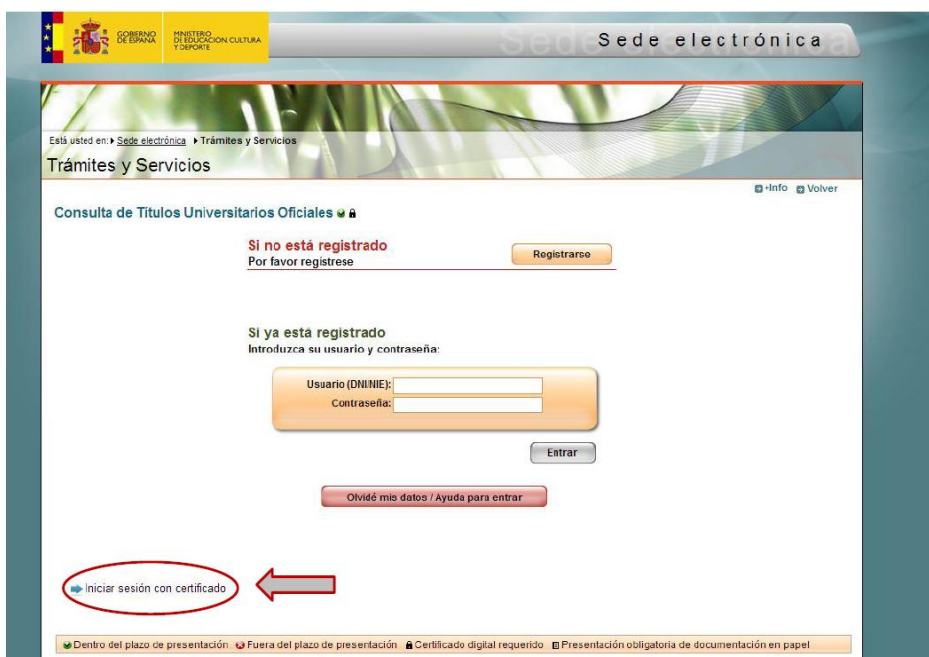 GOBIERNO
DE ESPAÑA
MINISTERIO
DE EDUCACIÓN CULTURA
Y DEPORTE
Sede electrónica
Está usted en: Sede electrónica Trámites y Servicios
Trámites y Servicios
+Info Volver
Consulta de Títulos Universitarios Oficiales
Si no está registrado
Por favor regístrese
Registrarse
Si ya está registrado
Introduzca su usuario y contraseña:
Usuario (DNI/NIE):
Contraseña:
Entrar
Olvidé mis datos / Ayuda para entrar
Iniciar sesión con certificado
Dentro del plazo de presentación Fuera del plazo de presentación Certificado digital requerido Presentación obligatoria de documentación en papel